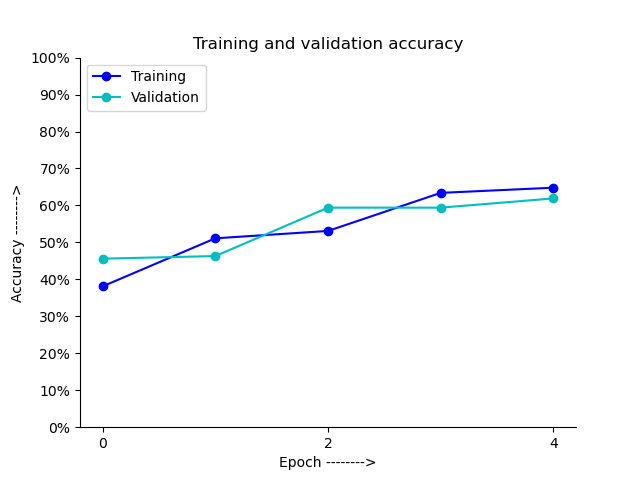 Training and validation accuracy
Training
Validation
100%
90%
80%
70%
60%
50%
40%
30%
20%
10%
0%
Accuracy -------->
0 2 4
Epoch -------->